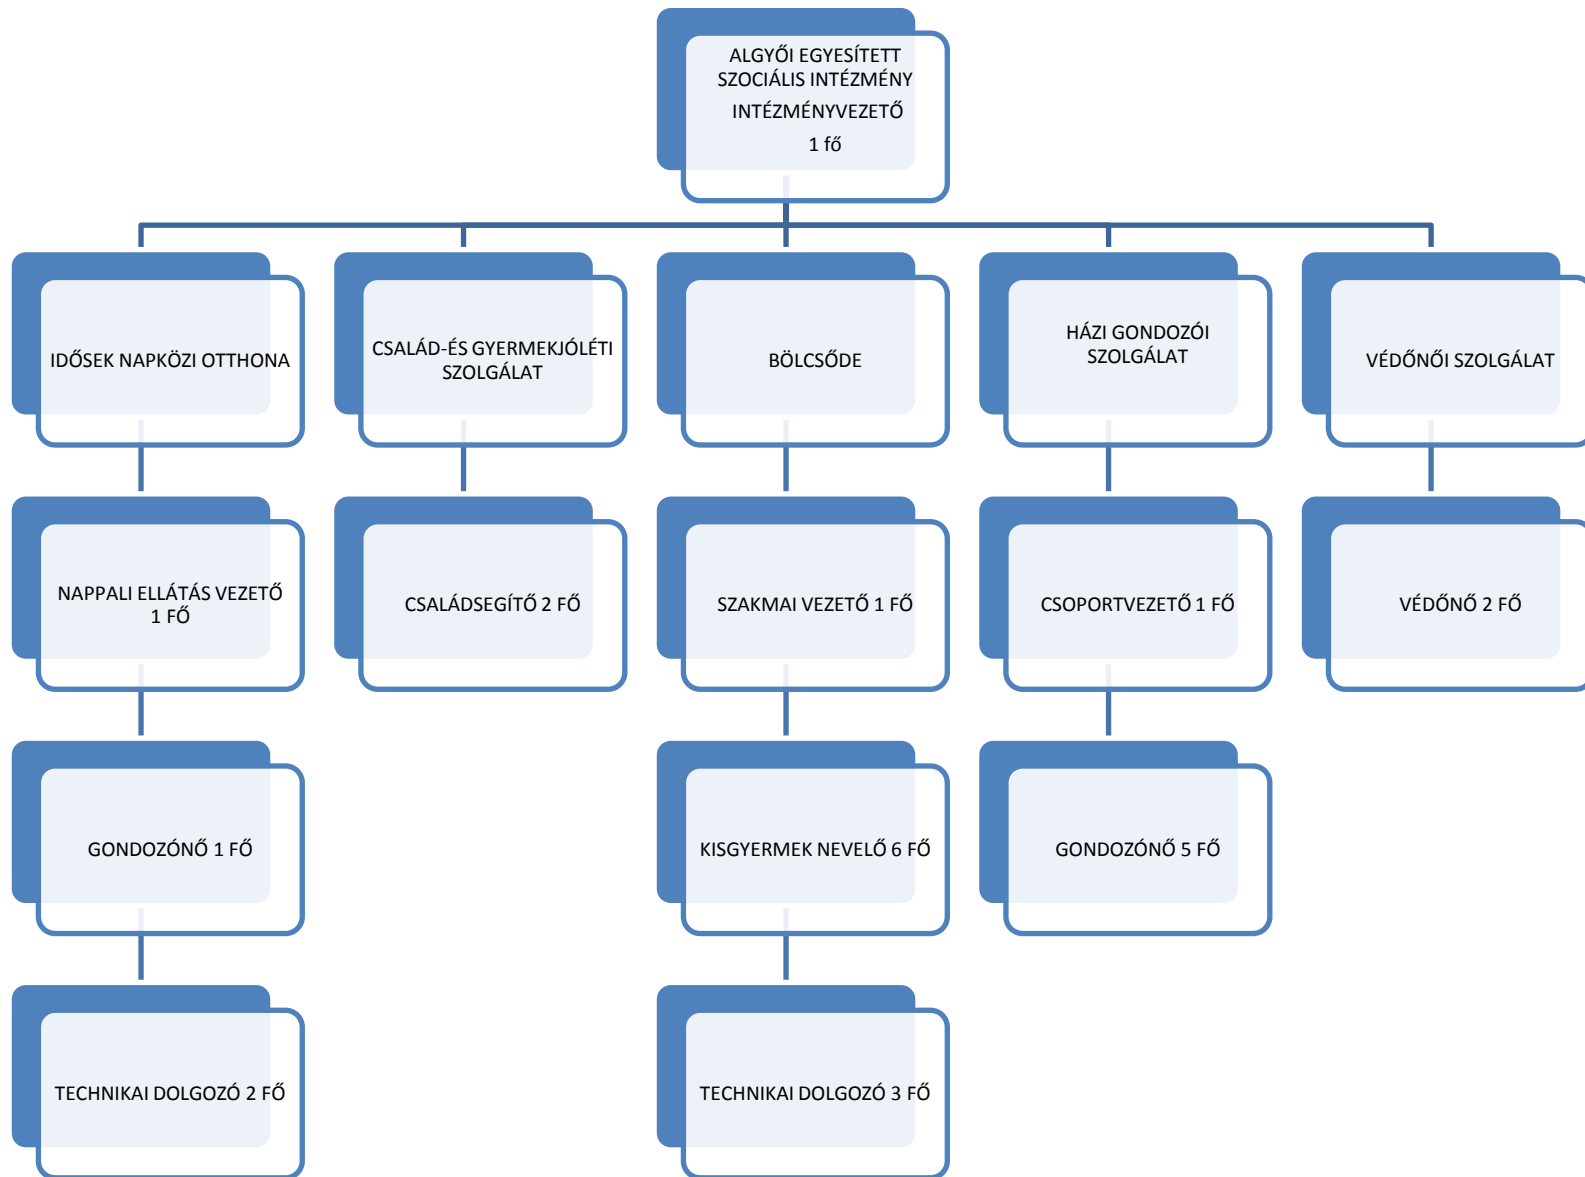 ALGYŐI EGYESÍTETT
SZOCIÁLIS INTÉZMÉNY
INTÉZMÉNYVEZETŐ
1 fő
IDŐSEK NAPKÖZI OTTHONA
CSALÁD-ÉS GYERMEKJÓLÉTI
SZOLGÁLAT
BÖLCSŐDE
HÁZI GONDOZÓI
SZOLGÁLAT
VÉDŐNŐI SZOLGÁLAT
NAPPALI ELLÁTÁS VEZETŐ
1 FŐ
CSALÁDSEGÍTŐ 2 FŐ
SZAKMAI VEZETŐ 1 FŐ
CSOPORTVEZETŐ 1 FŐ
VÉDŐNŐ 2 FŐ
GONDOZÓNŐ 1 FŐ
KISGYERMEK NEVELŐ 6 FŐ
GONDOZÓNŐ 5 FŐ
TECHNIKAI DOLGOZÓ 2 FŐ
TECHNIKAI DOLGOZÓ 3 FŐ